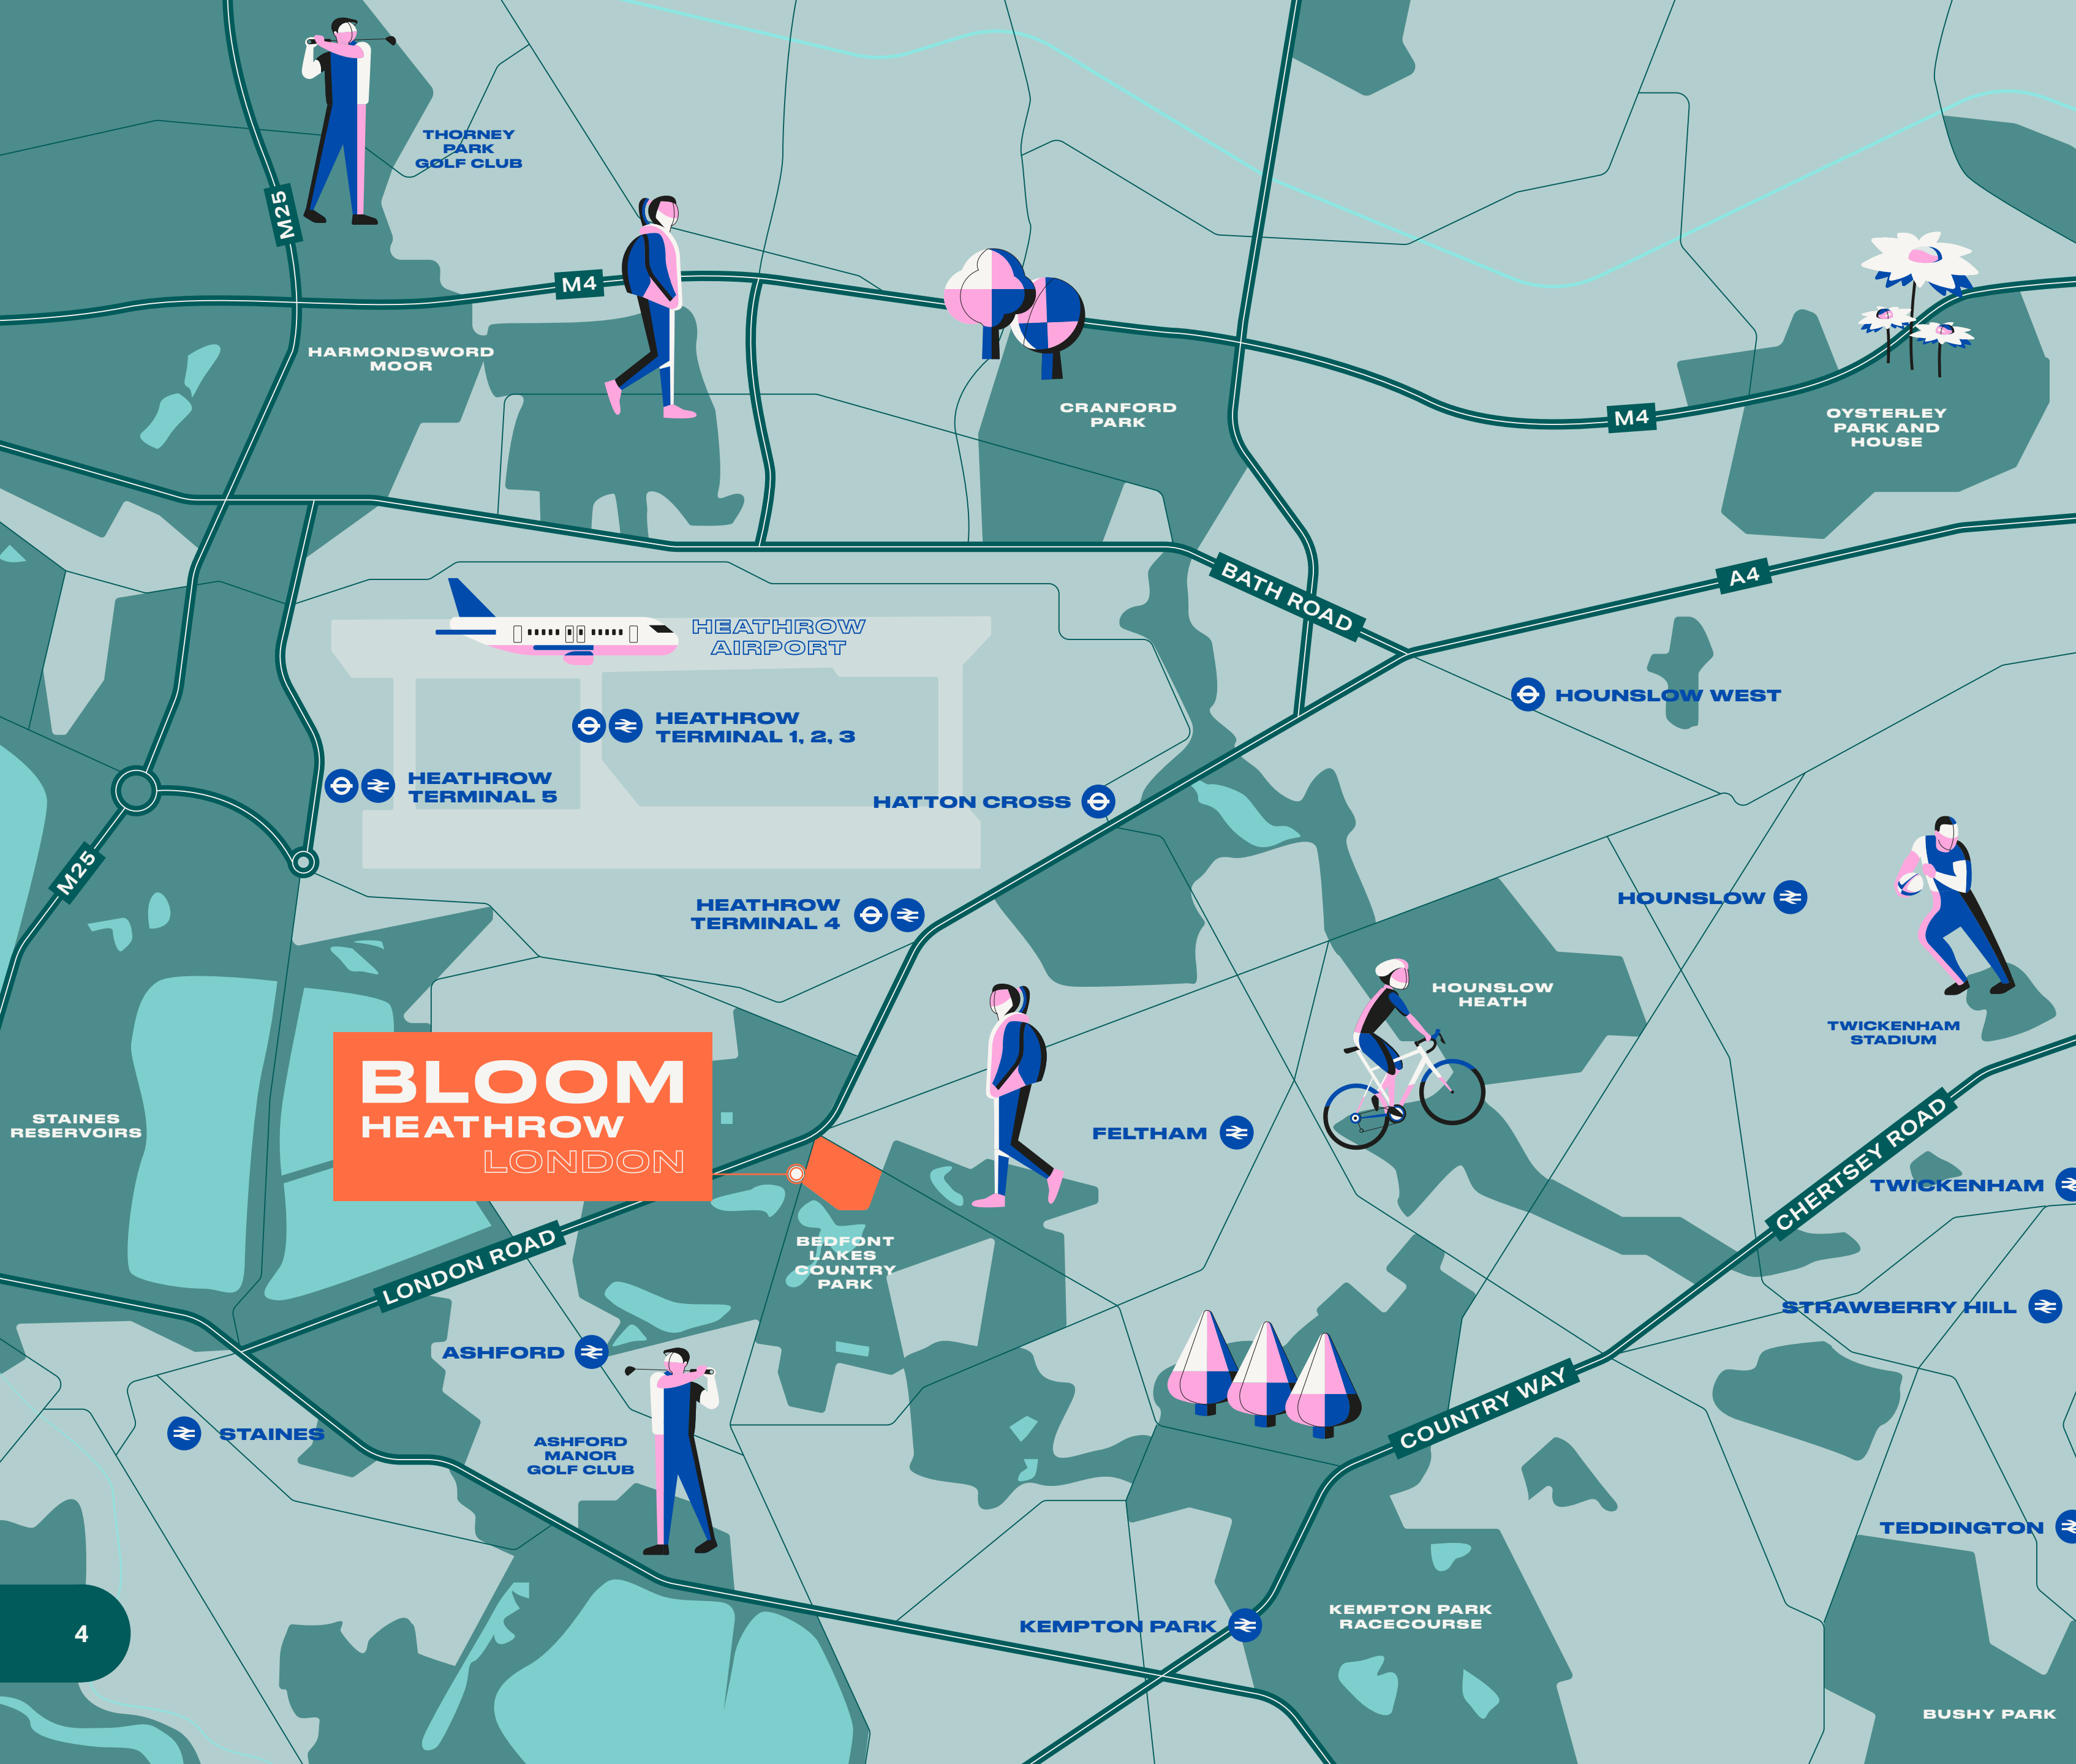 THORNEY
PARK
GOLF CLUB
M25
M4
HARMONDSWORD
MOOR
CRANFORD
PARK
M4
OYSTERLEY
PARK AND
HOUSE
BATH ROAD
A4
HEATHROW
AIRPORT
HOUNSLOW WEST
HEATHROW
TERMINAL 1, 2, 3
HEATHROW
TERMINAL 5
HATTON CROSS
M25
HEATHROW
TERMINAL 4
HOUNSLOW
HOUNSLOW
HEATH
TWICKENHAM
STADIUM
BLOOM
HEATHROW
LONDON
STAINES
RESERVOIRS
FELTHAM
CHERTSEY ROAD
TWICKENHAM
LONDON ROAD
BEDFONT
LAKES
COUNTRY
PARK
STRAWBERRY HILL
ASHFORD
COUNTRY WAY
STAINES
ASHFORD
MANOR
GOLF CLUB
TEDDINGTON
KEMPTON PARK
KEMPTON PARK
RACECOURSE
4
BUSHY PARK